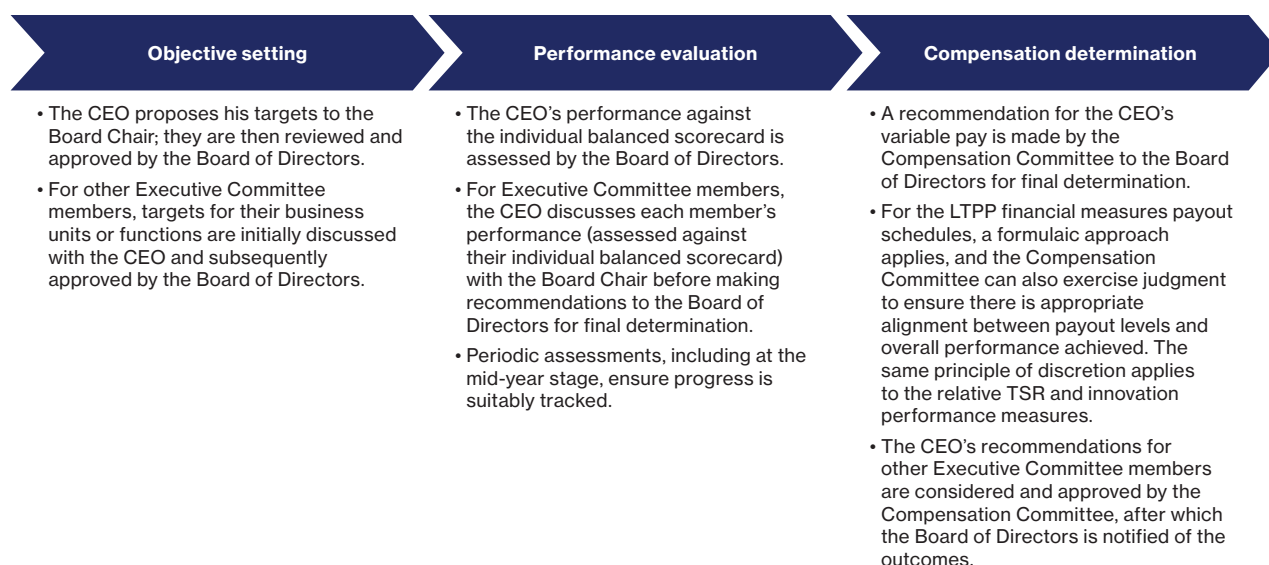 Objective setting
• The CEO proposes his targets to the
Board Chair; they are then reviewed and
approved by the Board of Directors.
• For other Executive Committee
members, targets for their business
units or functions are initially discussed
with the CEO and subsequently
approved by the Board of Directors.
Performance evaluation
• The CEO’s performance against
the individual balanced scorecard is
assessed by the Board of Directors.
• For Executive Committee members,
the CEO discusses each member’s
performance (assessed against
their individual balanced scorecard)
with the Board Chair before making
recommendations to the Board of
Directors for final determination.
• Periodic assessments, including at the
mid-year stage, ensure progress is
suitably tracked.
Compensation determination
• A recommendation for the CEO’s
variable pay is made by the
Compensation Committee to the Board
of Directors for final determination.
• For the LTPP financial measures payout
schedules, a formulaic approach
applies, and the Compensation
Committee can also exercise judgment
to ensure there is appropriate
alignment between payout levels and
overall performance achieved. The
same principle of discretion applies
to the relative TSR and innovation
performance measures.
• The CEO’s recommendations for
other Executive Committee members
are considered and approved by the
Compensation Committee, after which
the Board of Directors is notified of the
outcomes.